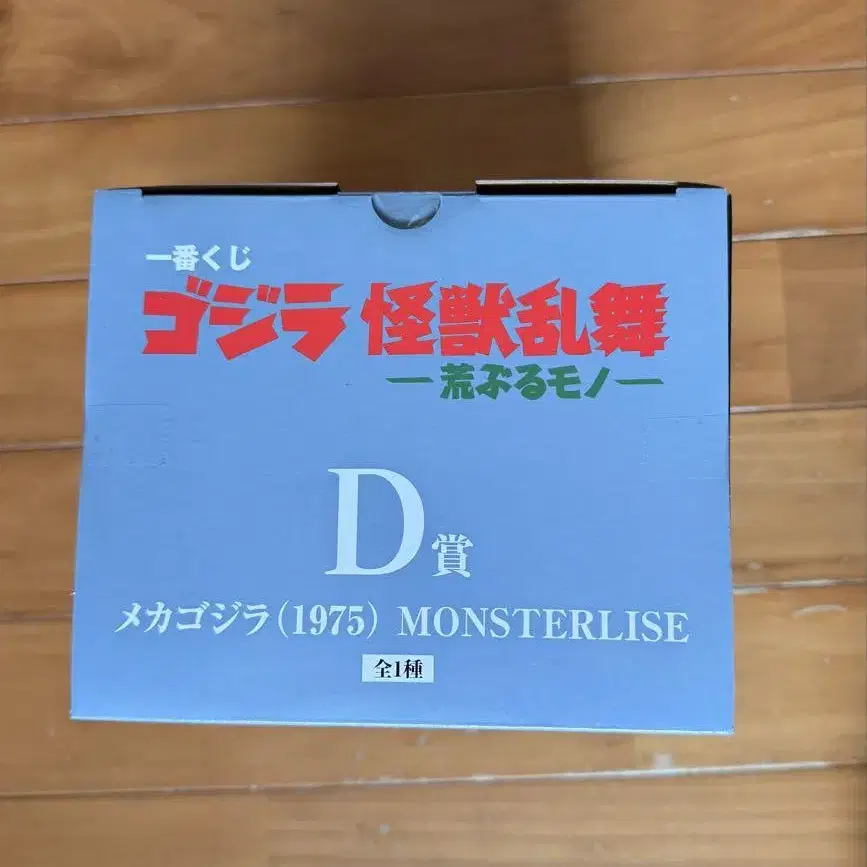 一番くじ
ゴジラ 怪獣乱舞
―荒ぶるモノ―
D賞
メカゴジラ(1975) MONSTERLISE
全1種